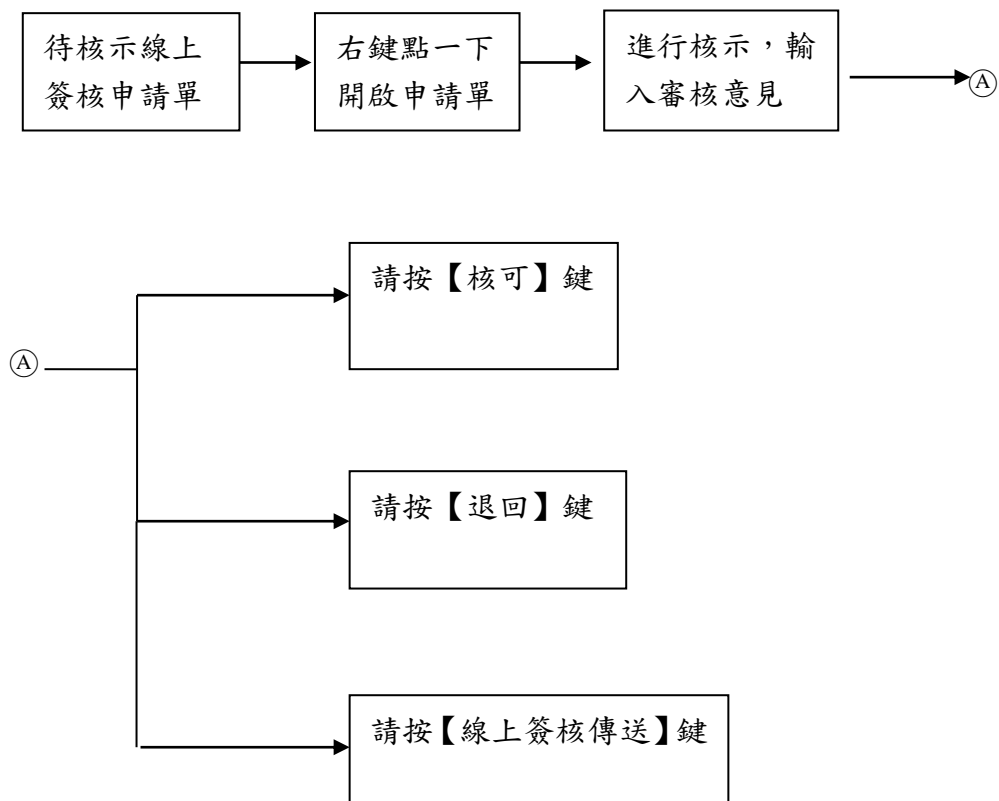 待核示線上
簽核申請單
右鍵點一下
開啟申請單
進行核示，輸
入審核意見
Ⓐ
請按【核可】鍵
Ⓐ
請按【退回】鍵
請按【線上簽核傳送】鍵